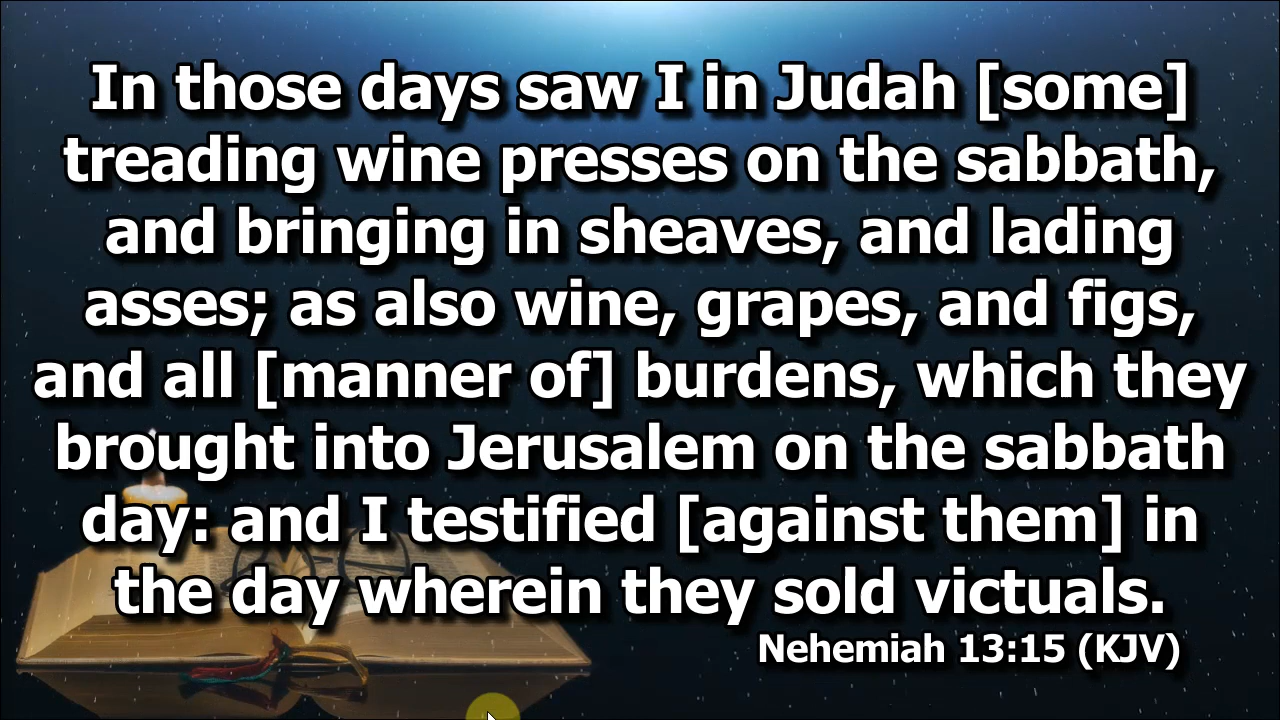 In those days saw I in Judah [some]
treading wine presses on the sabbath,
and bringing in sheaves, and lading
asses; as also wine, grapes, and figs,
and all [manner of] burdens, which they
brought into Jerusalem on the sabbath
day: and I testified [against them] in
the day wherein they sold victuals.
Nehemiah 13:15 (KJV)